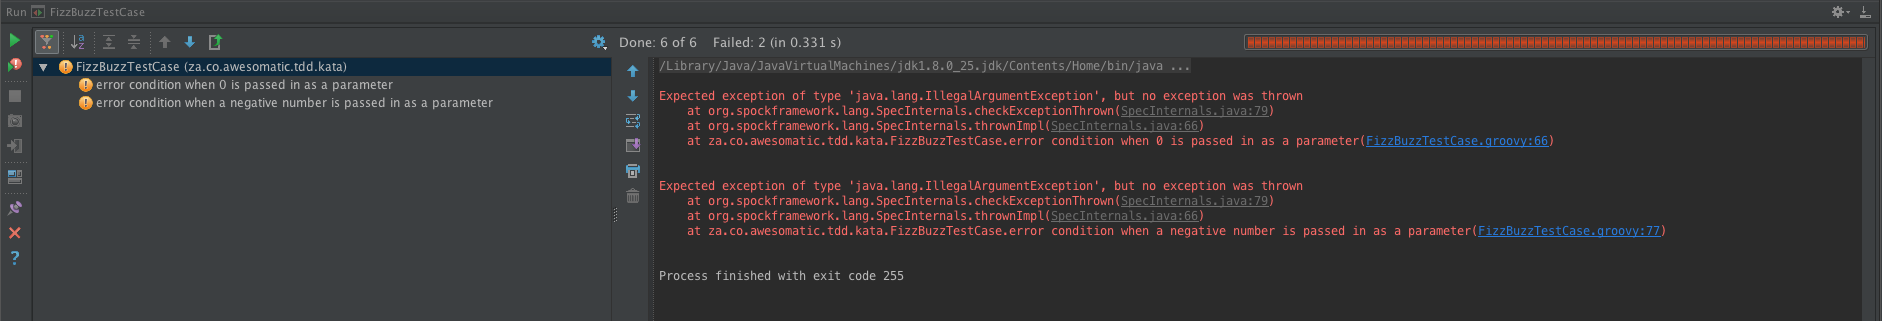 Run FizzBuzzTestCase
Done: 6 of 6 Failed: 2 (in 0.331 s)
FizzBuzzTestCase (za.co.awesomatic.tdd.kata)
error condition when 0 is passed in as a parameter
error condition when a negative number is passed in as a parameter
/Library/Java/JavaVirtualMachines/jdk1.8.0_25.jdk/Contents/Home/bin/java ...
Expected exception of type 'java.lang.IllegalArgumentException', but no exception was thrown
at org.spockframework.lang.SpecInternals.checkExceptionThrown(SpecInternals.java:79)
at org.spockframework.lang.SpecInternals.thrownImpl(SpecInternals.java:66)
at za.co.awesomatic.tdd.kata.FizzBuzzTestCase.error condition when 0 is passed in as a parameter(FizzBuzzTestCase.groovy:66)
Expected exception of type 'java.lang.IllegalArgumentException', but no exception was thrown
at org.spockframework.lang.SpecInternals.checkExceptionThrown(SpecInternals.java:79)
at org.spockframework.lang.SpecInternals.thrownImpl(SpecInternals.java:66)
at za.co.awesomatic.tdd.kata.FizzBuzzTestCase.error condition when a negative number is passed in as a parameter(FizzBuzzTestCase.groovy:77)
Process finished with exit code 255